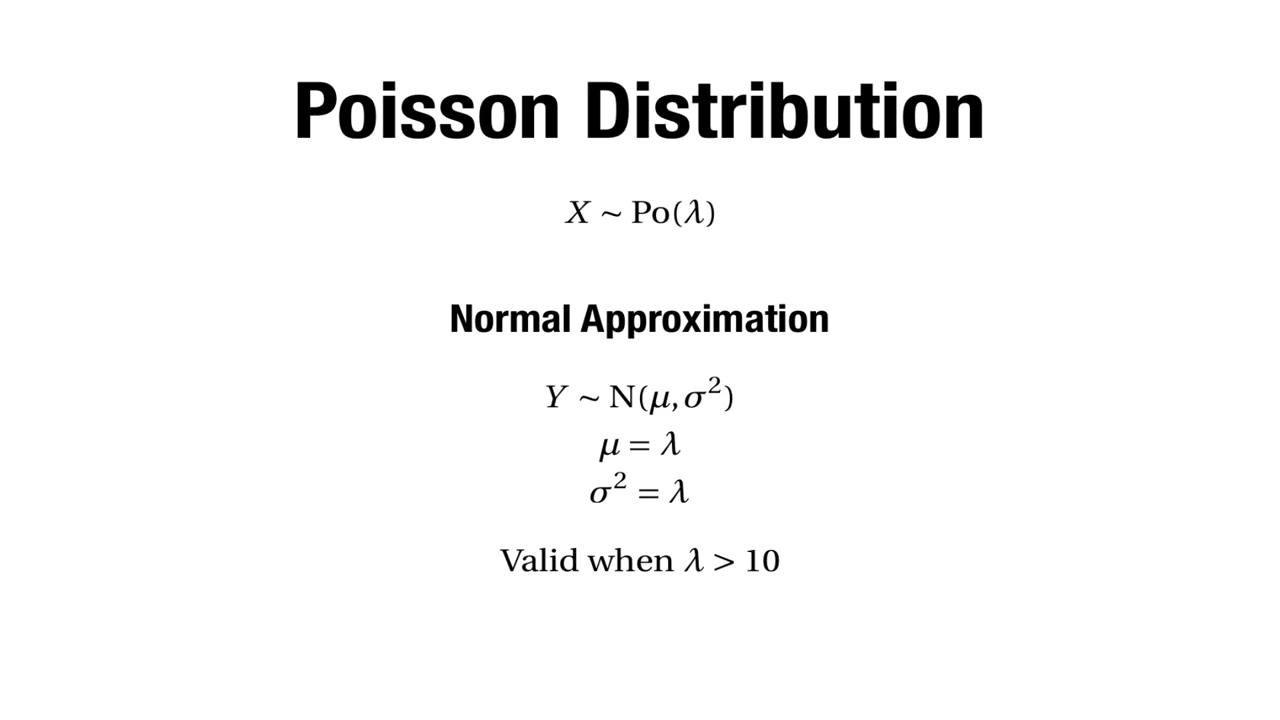 Poisson Distribution
X ~ Po(λ)
Normal Approximation
Y ~ N(μ, σ²)
μ = λ
σ² = λ
Valid when λ > 10